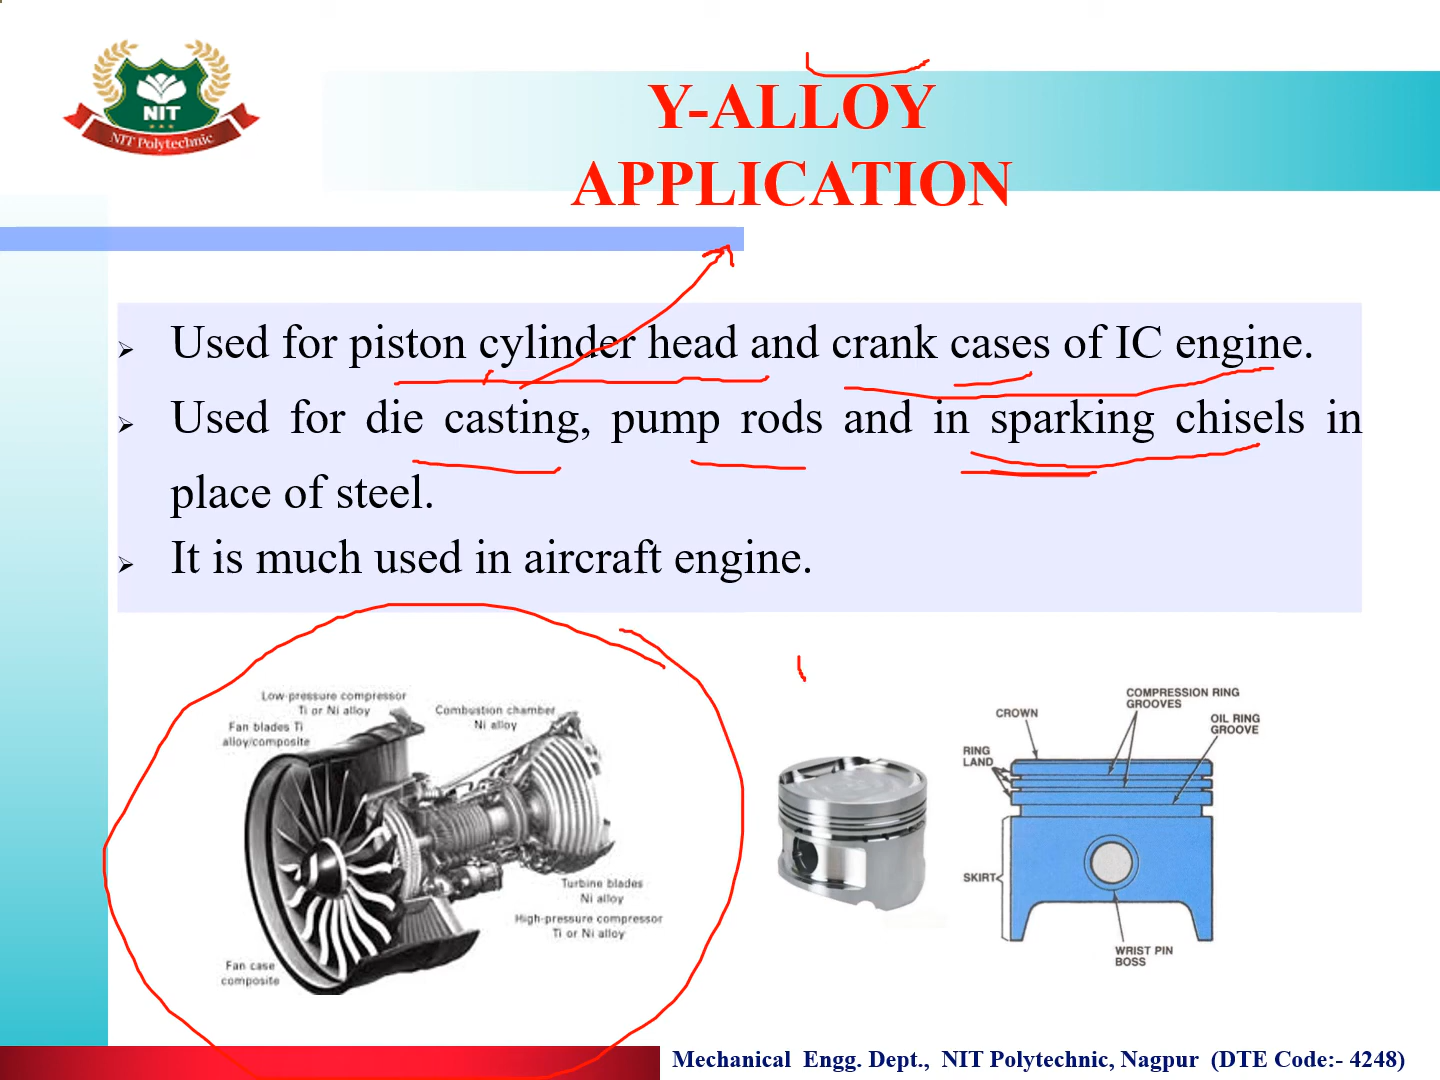 NIT
NIT Polytechnic
Y-ALLOY
APPLICATION
Used for piston cylinder head and crank cases of IC engine.
Used for die casting, pump rods and in sparking chisels in
place of steel.
It is much used in aircraft engine.
Low-pressure compressor
Ti or Ni alloy
Fan blades Ti
alloy/composite
Combustion chamber
Ni alloy
Turbine blades
Ni alloy
High-pressure compressor
Ti or Ni alloy
Fan case
composite
COMPRESSION RING
GROOVES
CROWN
OIL RING
GROOVE
RING
LAND
SKIRT
WRIST PIN
BOSS
Mechanical Engg. Dept., NIT Polytechnic, Nagpur (DTE Code:- 4248)